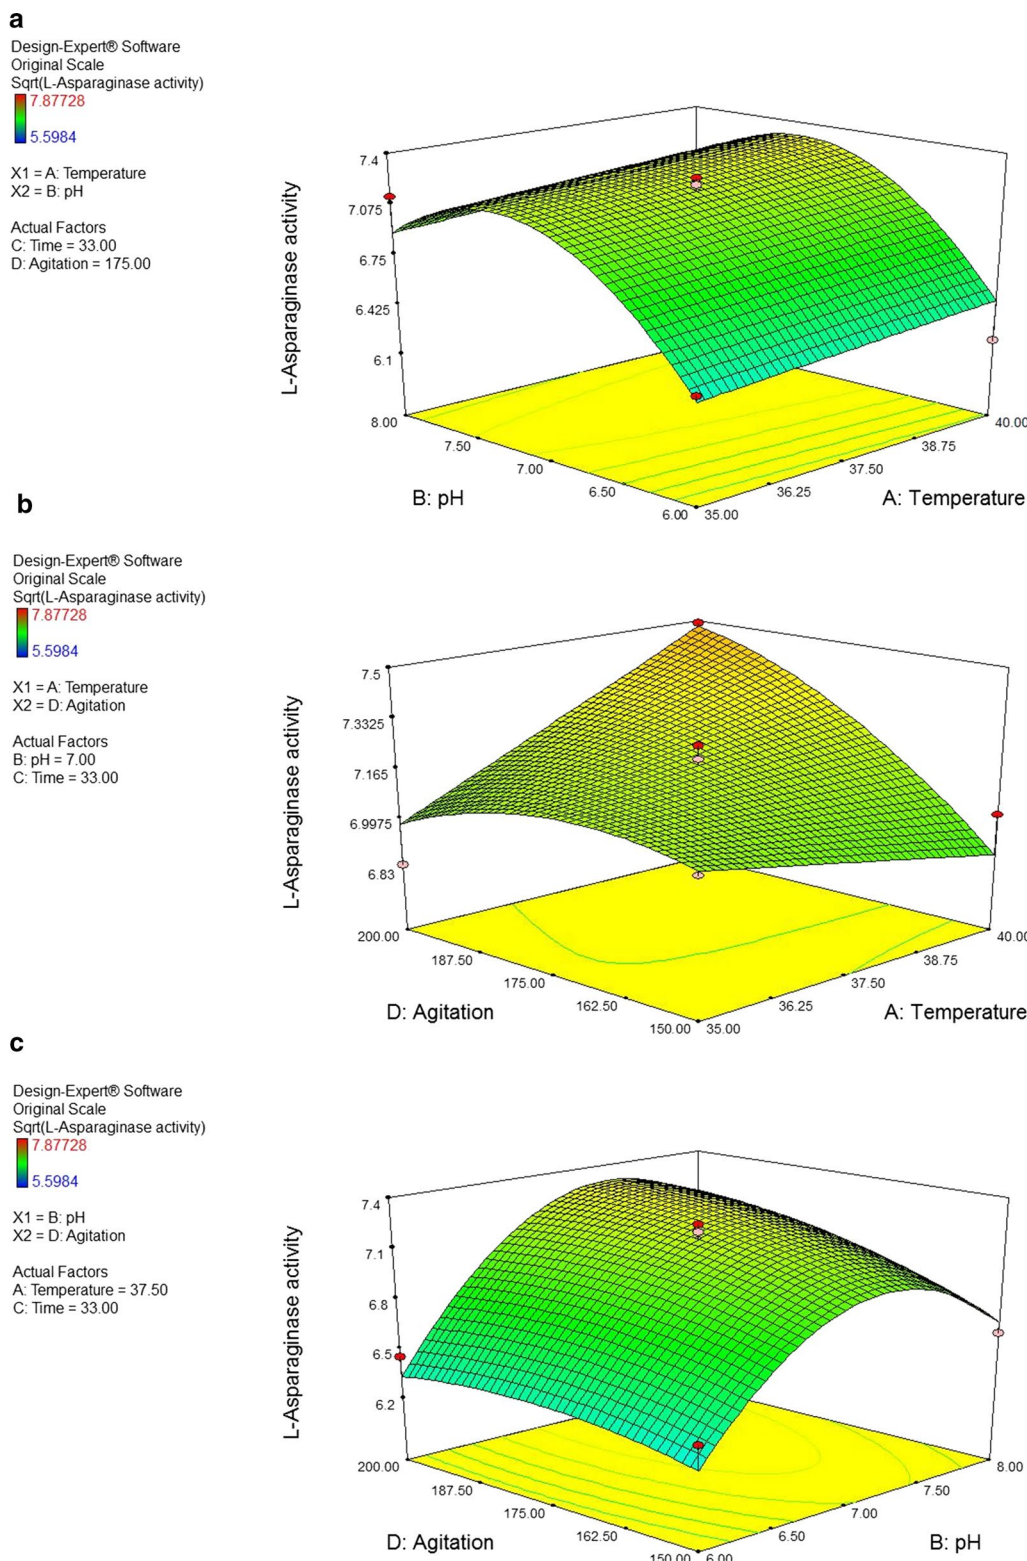 a
Design-Expert® Software
Original Scale
Sqrt(L-Asparaginase activity)
7.87728
5.5984
X1 = A: Temperature
X2 = B: pH
Actual Factors
C: Time = 33.00
D: Agitation = 175.00
L-Asparaginase activity
7.4
7.075
6.75
6.425
6.1
8.00
7.50
7.00
6.50
6.00
35.00
36.25
37.50
38.75
40.00
B: pH
A: Temperature
b
Design-Expert® Software
Original Scale
Sqrt(L-Asparaginase activity)
7.87728
5.5984
X1 = A: Temperature
X2 = D: Agitation
Actual Factors
B: pH = 7.00
C: Time = 33.00
L-Asparaginase activity
7.5
7.3325
7.165
6.9975
6.83
200.00
187.50
175.00
162.50
150.00
35.00
36.25
37.50
38.75
40.00
D: Agitation
A: Temperature
c
Design-Expert® Software
Original Scale
Sqrt(L-Asparaginase activity)
7.87728
5.5984
X1 = B: pH
X2 = D: Agitation
Actual Factors
A: Temperature = 37.50
C: Time = 33.00
L-Asparaginase activity
7.4
7.1
6.8
6.5
6.2
200.00
187.50
175.00
162.50
150.00
6.00
6.50
7.00
7.50
8.00
D: Agitation
B: pH